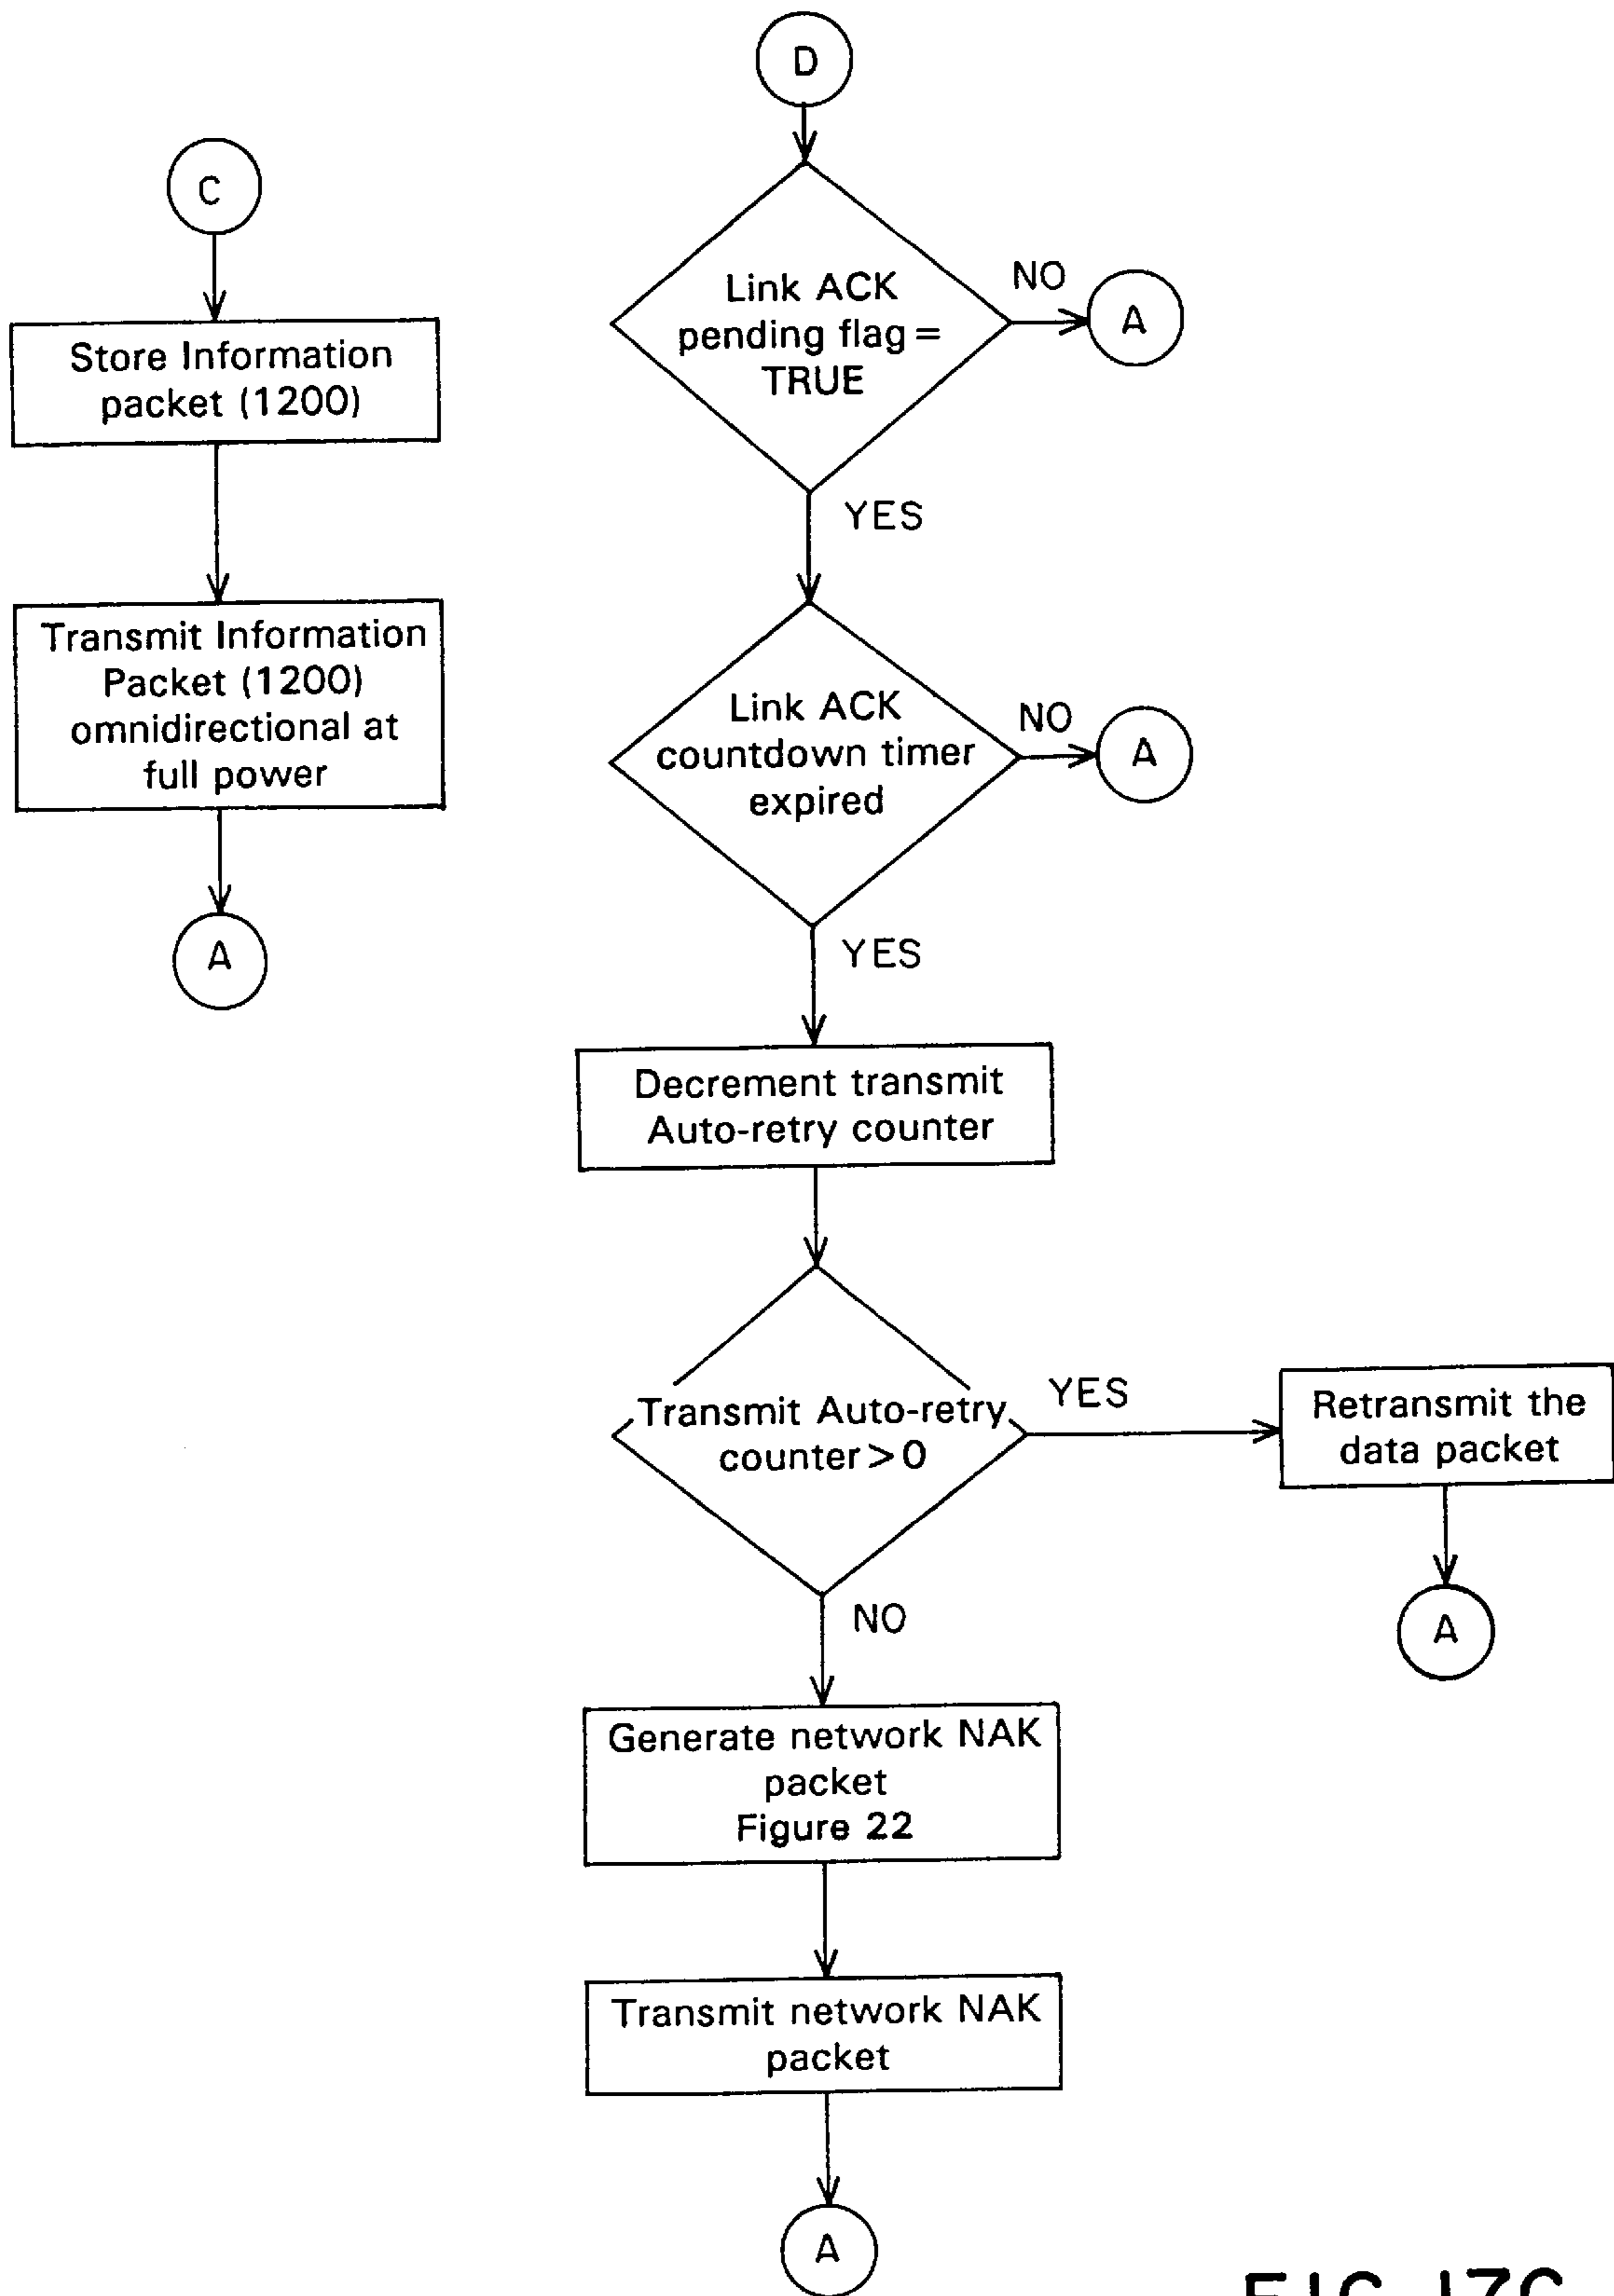 C
Store Information
packet (1200)
Transmit Information
Packet (1200)
omnidirectional at
full power
A
D
Link ACK
pending flag =
TRUE
NO
A
YES
Link ACK
countdown timer
expired
NO
A
YES
Decrement transmit
Auto-retry counter
Transmit Auto-retry
counter > 0
YES
Retransmit the
data packet
A
NO
Generate network NAK
packet
Figure 22
Transmit network NAK
packet
A